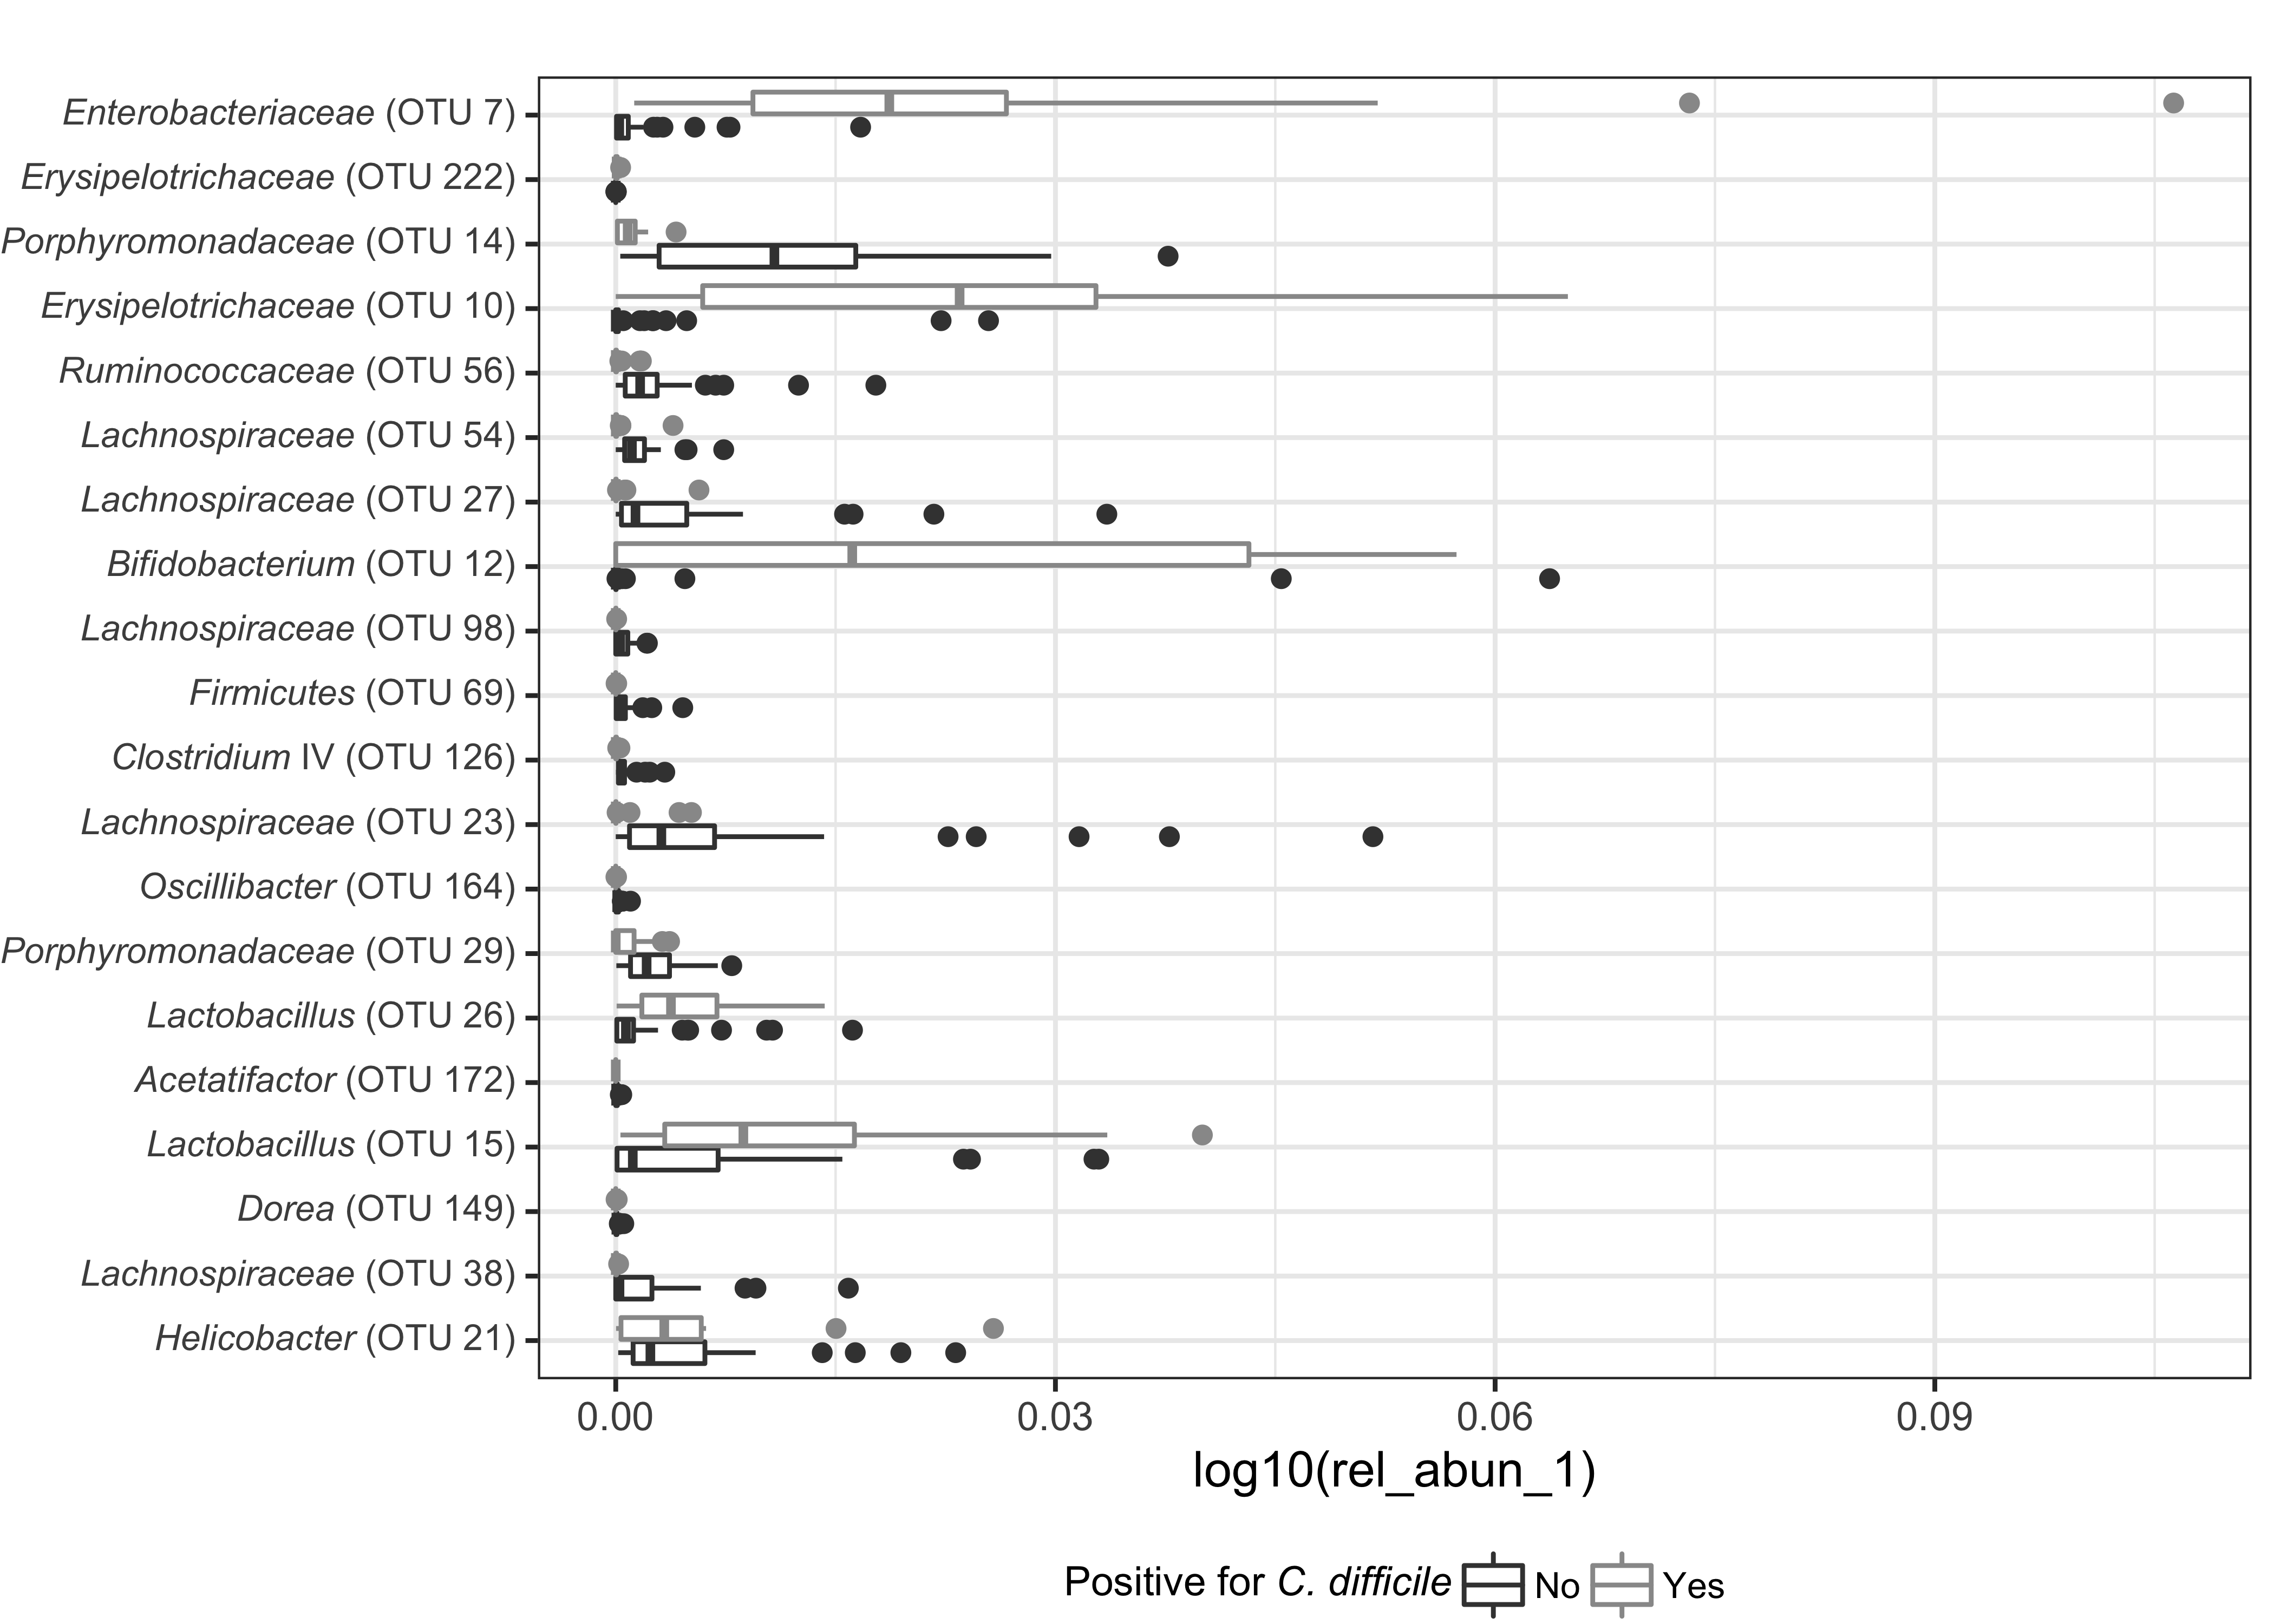 Enterobacteriaceae (OTU 7)
Erysipelotrichaceae (OTU 222)
Porphyromonadaceae (OTU 14)
Erysipelotrichaceae (OTU 10)
Ruminococcaceae (OTU 56)
Lachnospiraceae (OTU 54)
Lachnospiraceae (OTU 27)
Bifidobacterium (OTU 12)
Lachnospiraceae (OTU 98)
Firmicutes (OTU 69)
Clostridium IV (OTU 126)
Lachnospiraceae (OTU 23)
Oscillibacter (OTU 164)
Porphyromonadaceae (OTU 29)
Lactobacillus (OTU 26)
Acetatifactor (OTU 172)
Lactobacillus (OTU 15)
Dorea (OTU 149)
Lachnospiraceae (OTU 38)
Helicobacter (OTU 21)
0.00 0.03 0.06 0.09
log10(rel_abun_1)
Positive for C. difficile No Yes